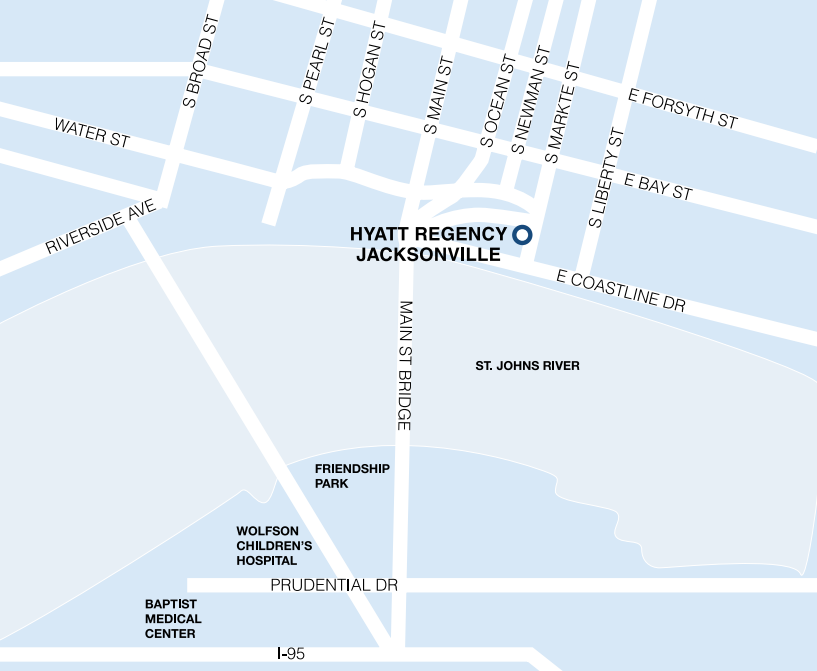 S BROAD ST
S PEARL ST
S HOGAN ST
S MAIN ST
S OCEAN ST
S NEWMAN ST
S MARKTE ST
S LIBERTY ST
E FORSYTH ST
WATER ST
E BAY ST
RIVERSIDE AVE
HYATT REGENCY
JACKSONVILLE
E COASTLINE DR
MAIN ST BRIDGE
ST. JOHNS RIVER
FRIENDSHIP
PARK
WOLFSON
CHILDREN'S
HOSPITAL
PRUDENTIAL DR
BAPTIST
MEDICAL
CENTER
I-95